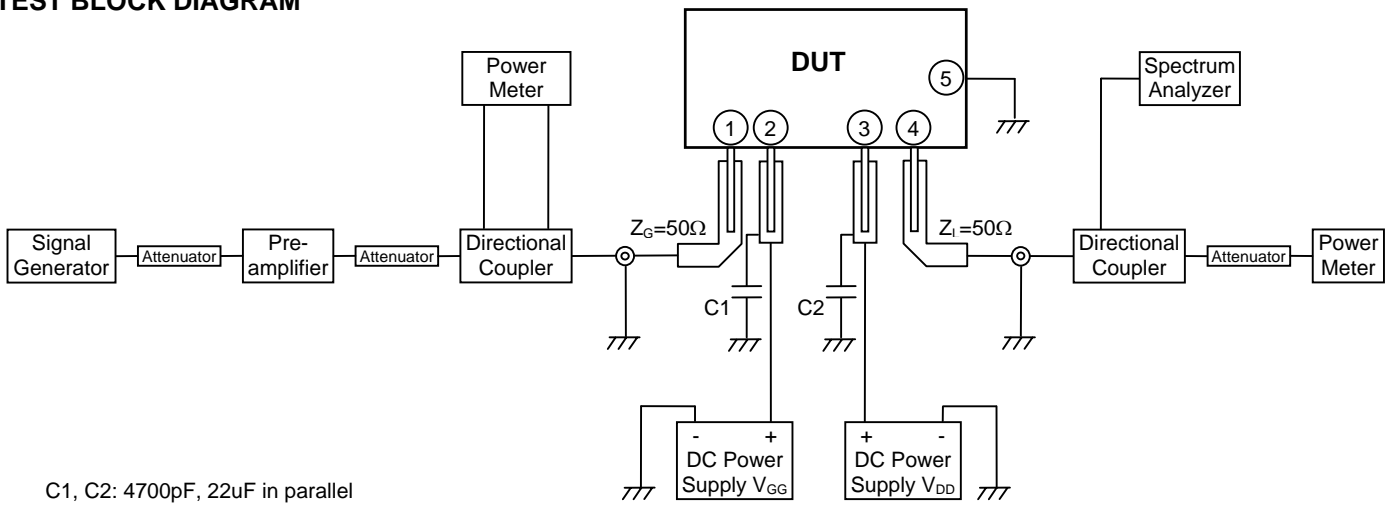 TEST BLOCK DIAGRAM
DUT
5
1
2
3
4
Power
Meter
Spectrum
Analyzer
Signal
Generator
Attenuator
Pre-
amplifier
Attenuator
Directional
Coupler
ZG=50Ω
C1
C2
ZL=50Ω
Directional
Coupler
Attenuator
Power
Meter
- +
DC Power
Supply VGG
+ -
DC Power
Supply VDD
C1, C2: 4700pF, 22uF in parallel